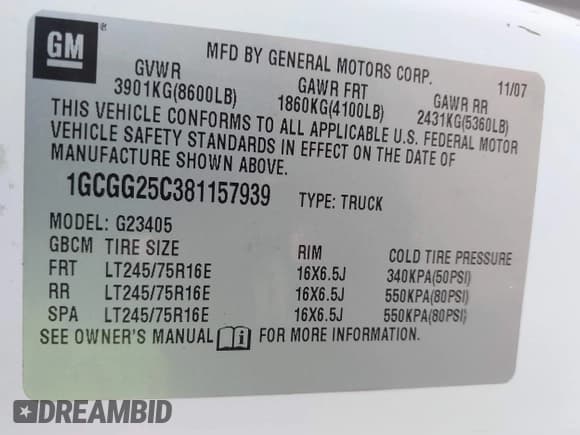 GM
MFD BY GENERAL MOTORS CORP.
11/07
GVWR GAWR FRT GAWR RR
3901KG(8600LB) 1860KG(4100LB) 2431KG(5360LB)
THIS VEHICLE CONFORMS TO ALL APPLICABLE U.S. FEDERAL MOTOR
VEHICLE SAFETY STANDARDS IN EFFECT ON THE DATE OF
MANUFACTURE SHOWN ABOVE.
1GCGG25C381157939 TYPE: TRUCK
MODEL: G23405
GBCM TIRE SIZE RIM COLD TIRE PRESSURE
FRT LT245/75R16E 16X6.5J 340KPA(50PSI)
RR LT245/75R16E 16X6.5J 550KPA(80PSI)
SPA LT245/75R16E 16X6.5J 550KPA(80PSI)
SEE OWNER'S MANUAL i FOR MORE INFORMATION.
DREAMBID